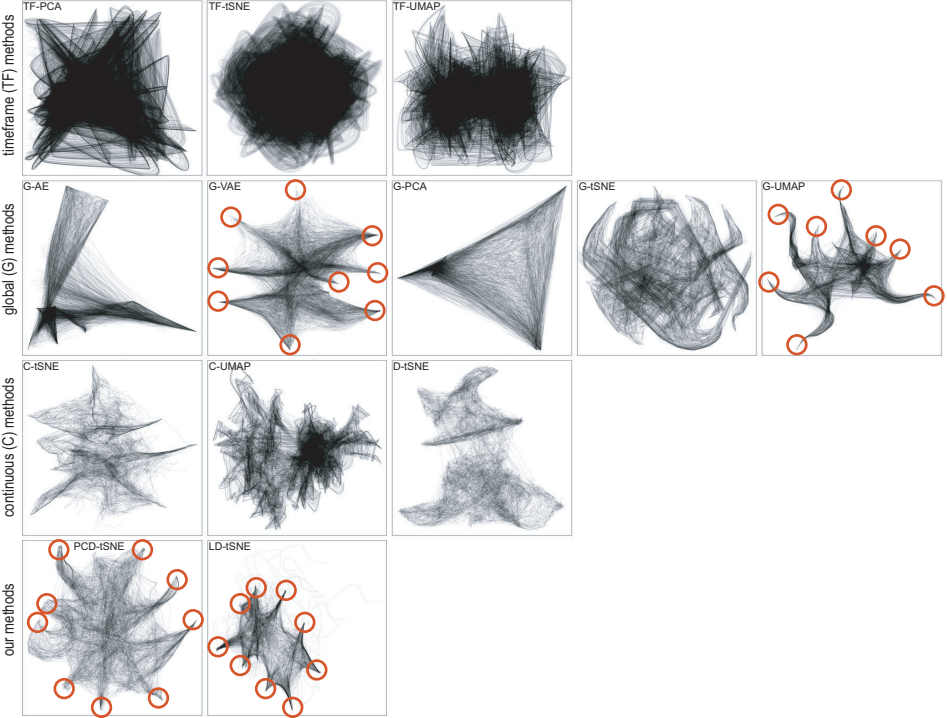 timeframe (TF) methods
TF-PCA
TF-tSNE
TF-UMAP
global (G) methods
G-AE
G-VAE
G-PCA
G-tSNE
G-UMAP
continuous (C) methods
C-tSNE
C-UMAP
D-tSNE
our methods
PCD-tSNE
LD-tSNE